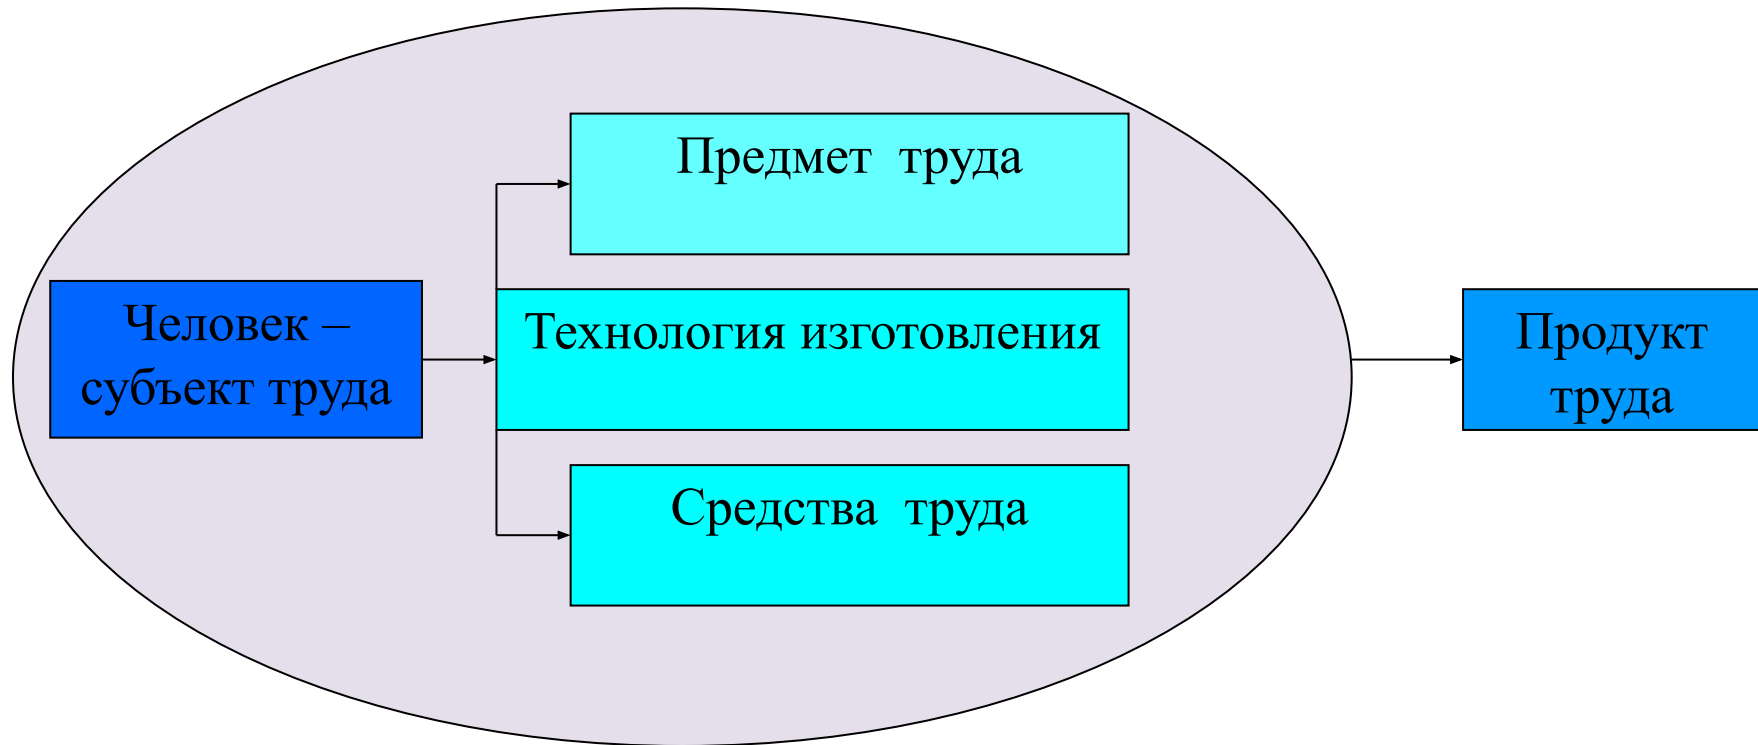 Предмет труда
Человек –
субъект труда
Технология изготовления
Средства труда
Продукт
труда